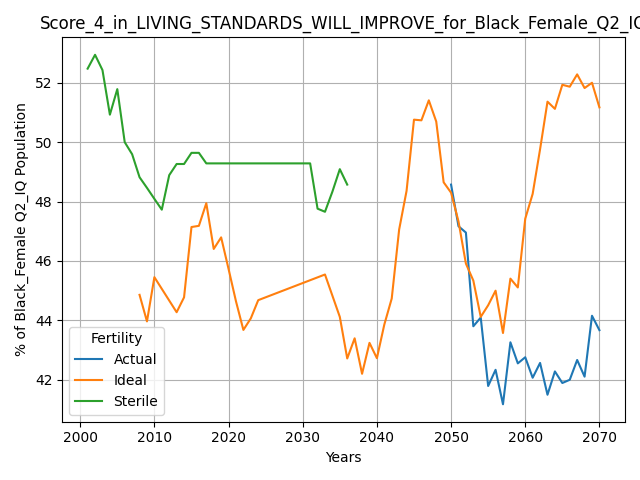 Score_4_in_LIVING_STANDARDS_WILL_IMPROVE_for_Black_Female_Q2_IQ
% of Black_Female Q2_IQ Population
52
50
48
46
44
42
Fertility
Actual
Ideal
Sterile
2000 2010 2020 2030 2040 2050 2060 2070
Years